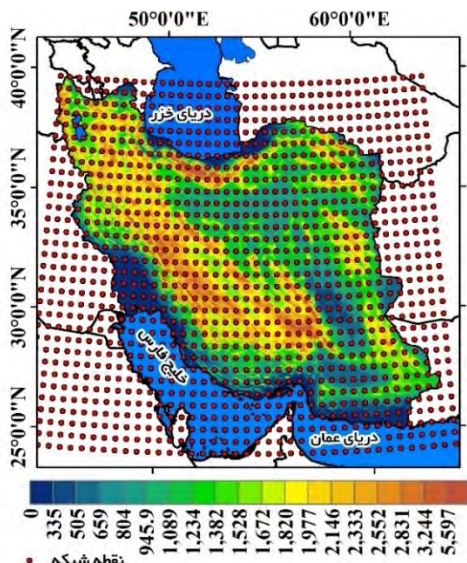 50°0'0"E 60°0'0"E
40°0'0"N
35°0'0"N
30°0'0"N
25°0'0"N
دریای خزر
خلیج فارس
دریای عمان
0
335
505
659
804
945.9
1,089
1,234
1,382
1,528
1,672
1,820
1,977
2,146
2,333
2,552
2,831
3,244
5,597
نقطه شبکه